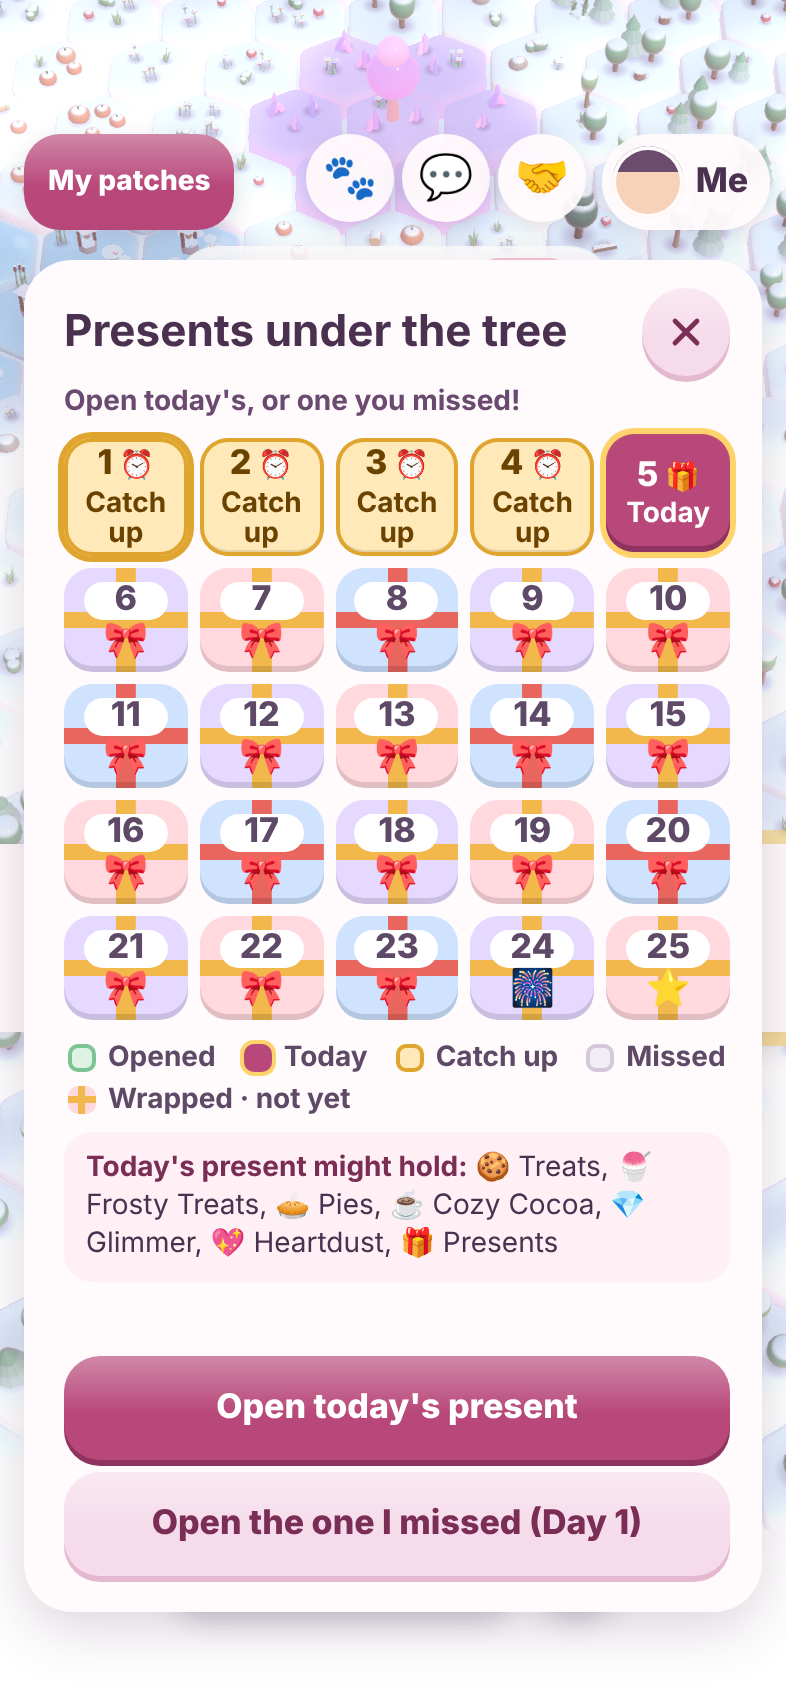 My patches
Me
Presents under the tree
Open today's, or one you missed!
1 ⏰ Catch up
2 ⏰ Catch up
3 ⏰ Catch up
4 ⏰ Catch up
5 🎁 Today
6
7
8
9
10
11
12
13
14
15
16
17
18
19
20
21
22
23
24
25
Opened
Today
Catch up
Missed
Wrapped · not yet
Today's present might hold: 🍪 Treats, 🍧
Frosty Treats, 🥧 Pies, ☕ Cozy Cocoa, 💎
Glimmer, 💖 Heartdust, 🎁 Presents
Open today's present
Open the one I missed (Day 1)